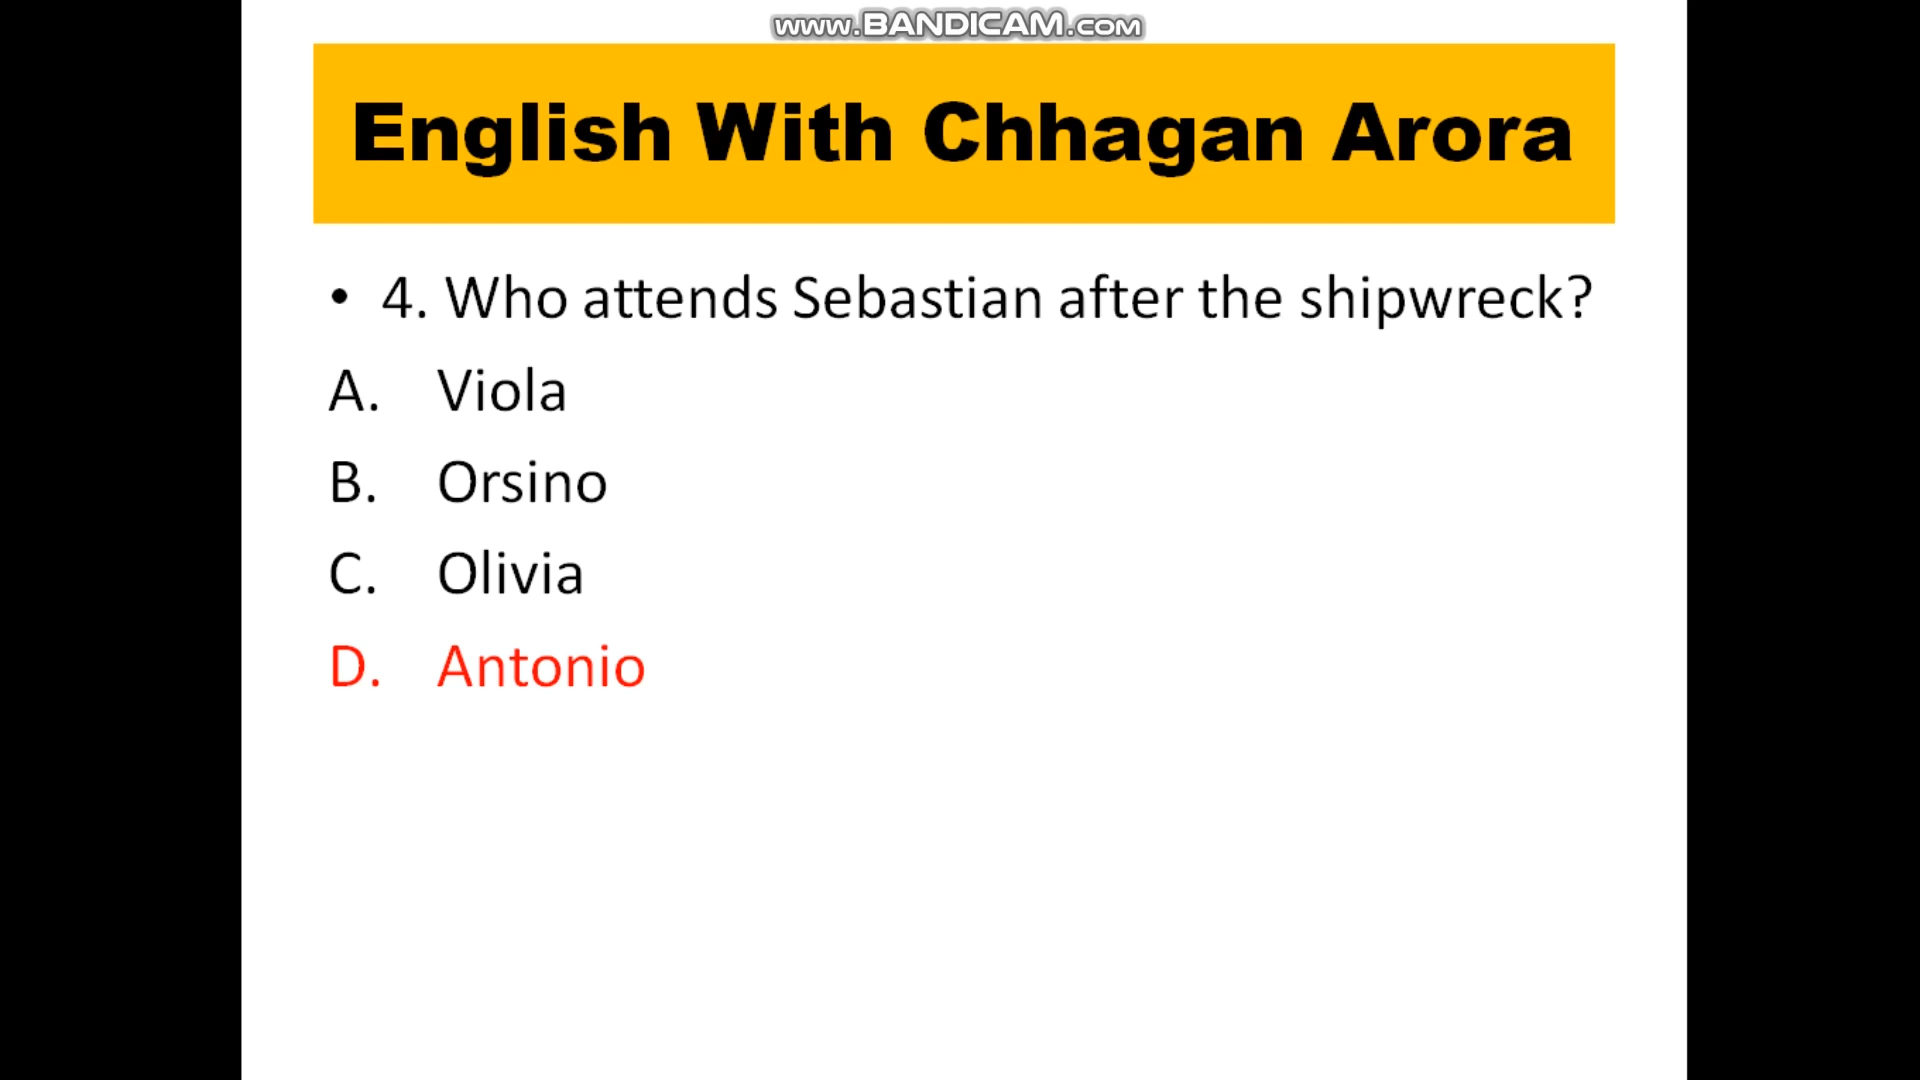 www.BANDICAM.com
English With Chhagan Arora
• 4. Who attends Sebastian after the shipwreck?
A. Viola
B. Orsino
C. Olivia
D. Antonio